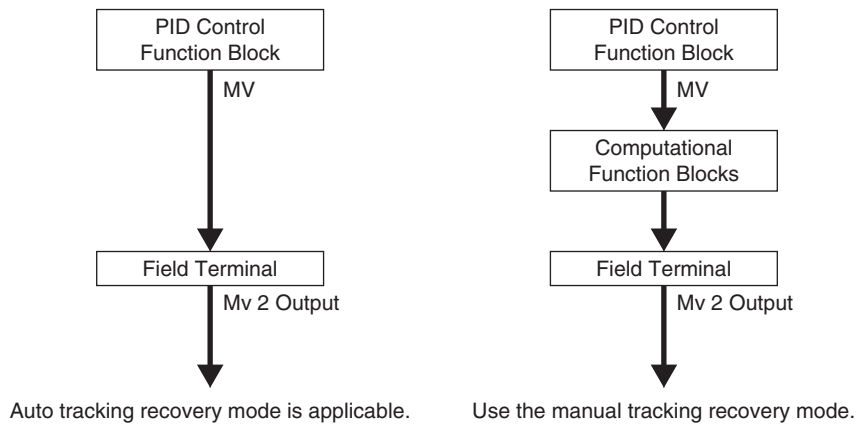 PID Control
Function Block
MV
Field Terminal
Mv 2 Output
Auto tracking recovery mode is applicable.
PID Control
Function Block
MV
Computational
Function Blocks
Field Terminal
Mv 2 Output
Use the manual tracking recovery mode.